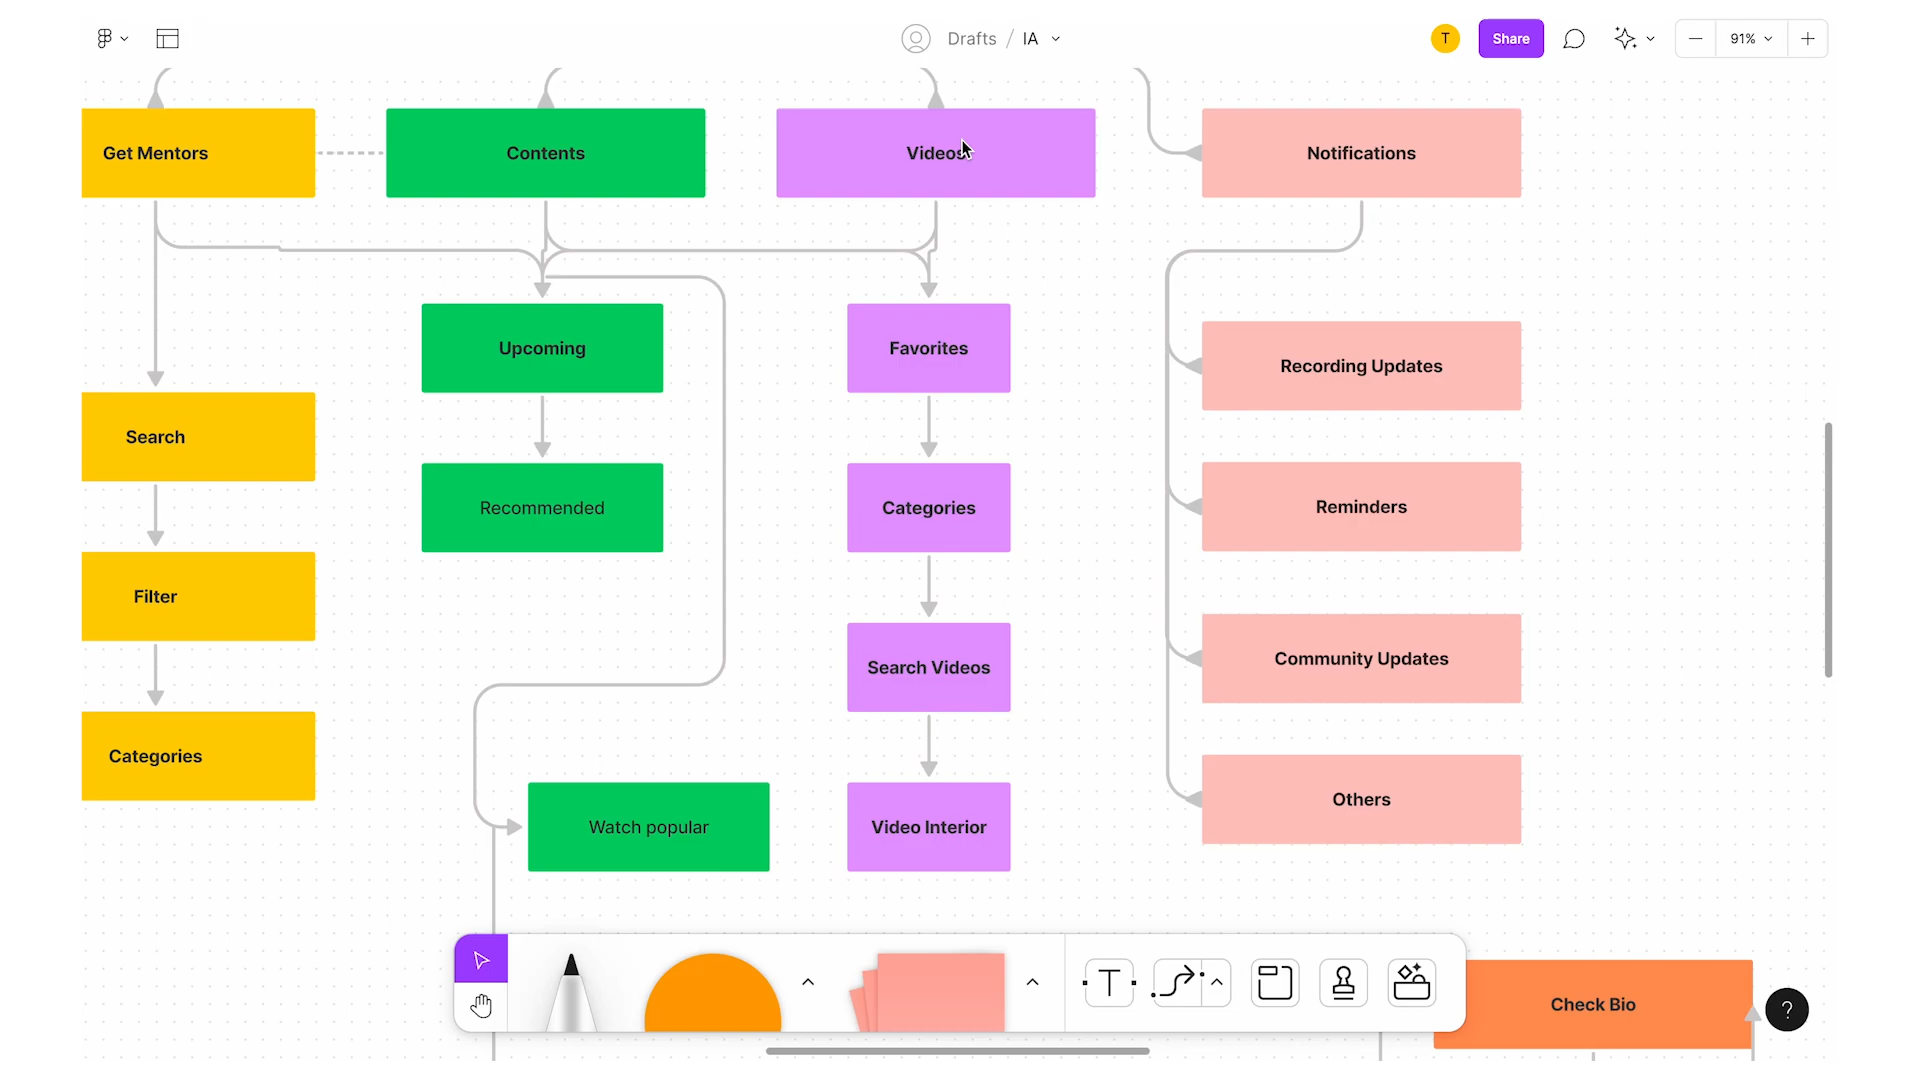 Drafts / IA
T
Share
91%
Get Mentors
Contents
Videos
Notifications
Upcoming
Favorites
Recording Updates
Search
Recommended
Categories
Reminders
Filter
Search Videos
Community Updates
Categories
Watch popular
Video Interior
Others
T
Check Bio
?